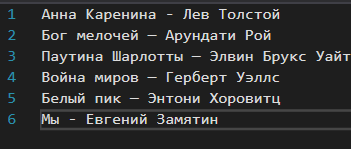 1 Анна Каренина - Лев Толстой
2 Бог мелочей — Арундати Рой
3 Паутина Шарлотты — Элвин Брукс Уайт
4 Война миров — Герберт Уэллс
5 Белый пик — Энтони Хоровитц
6 Мы - Евгений Замятин